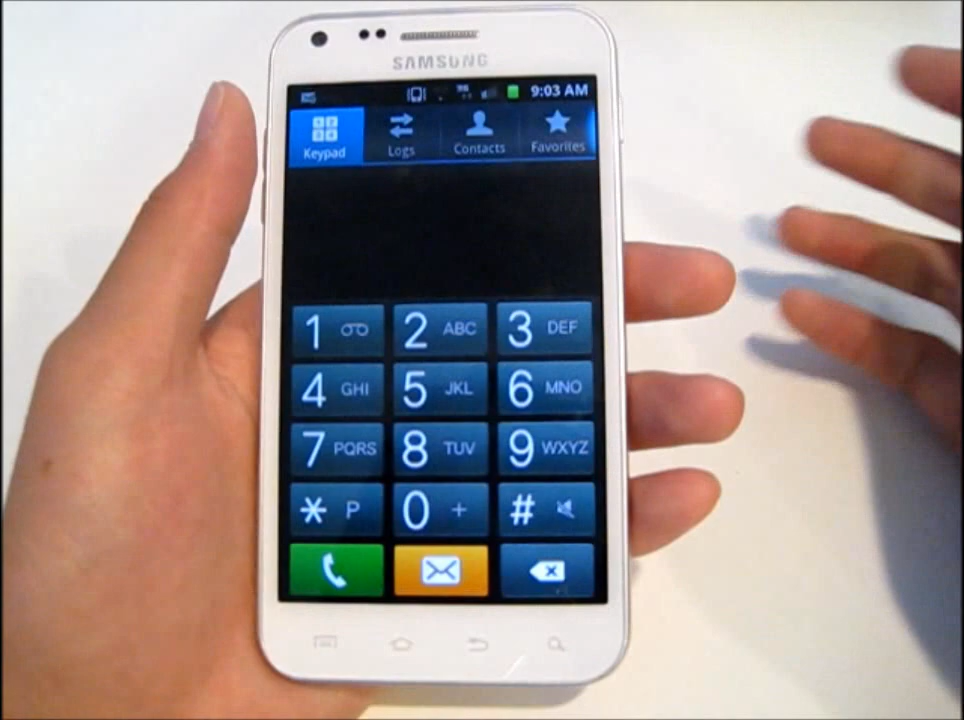 SAMSUNG
9:03 AM
Keypad Logs Contacts Favorites
1 2 ABC 3 DEF
4 GHI 5 JKL 6 MNO
7 PQRS 8 TUV 9 WXYZ
* P 0 + #